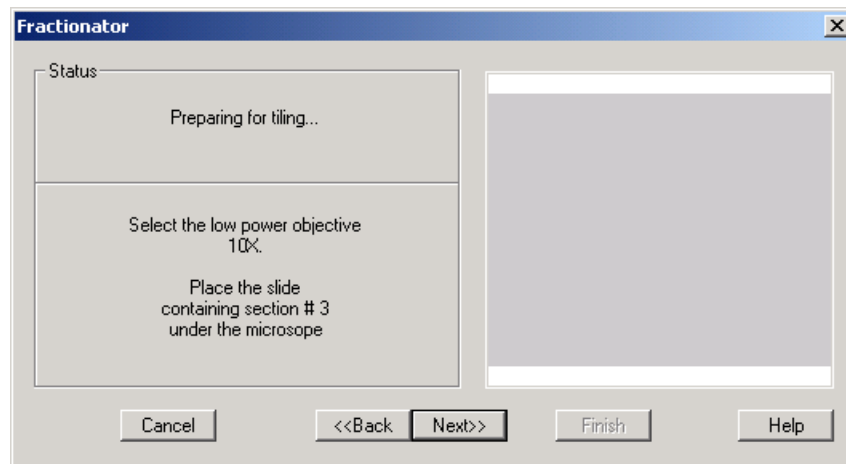 Fractionator
Status
Preparing for tiling...
Select the low power objective
10X.
Place the slide
containing section # 3
under the microsope
Cancel
<<Back
Next>>
Finish
Help